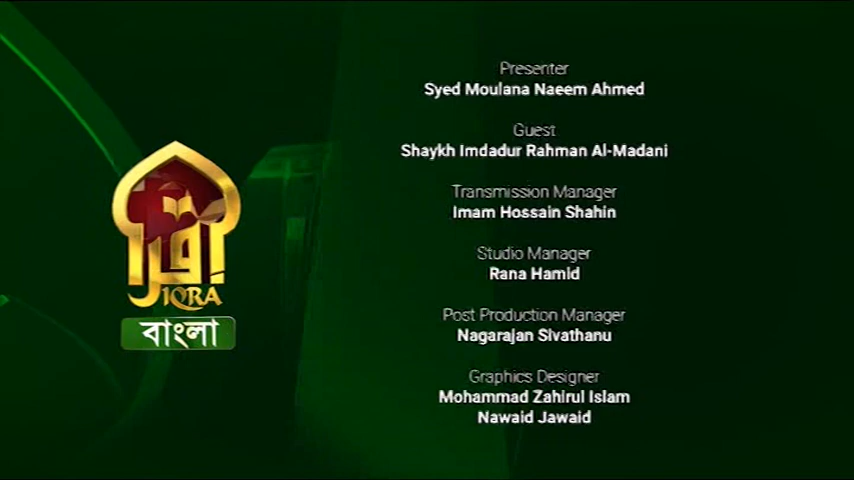 اقرأ
IQRA
বাংলা
Presenter
Syed Moulana Naeem Ahmed
Guest
Shaykh Imdadur Rahman Al-Madani
Transmission Manager
Imam Hossain Shahin
Studio Manager
Rana Hamid
Post Production Manager
Nagarajan Sivathanu
Graphics Designer
Mohammad Zahirul Islam
Nawaid Jawaid